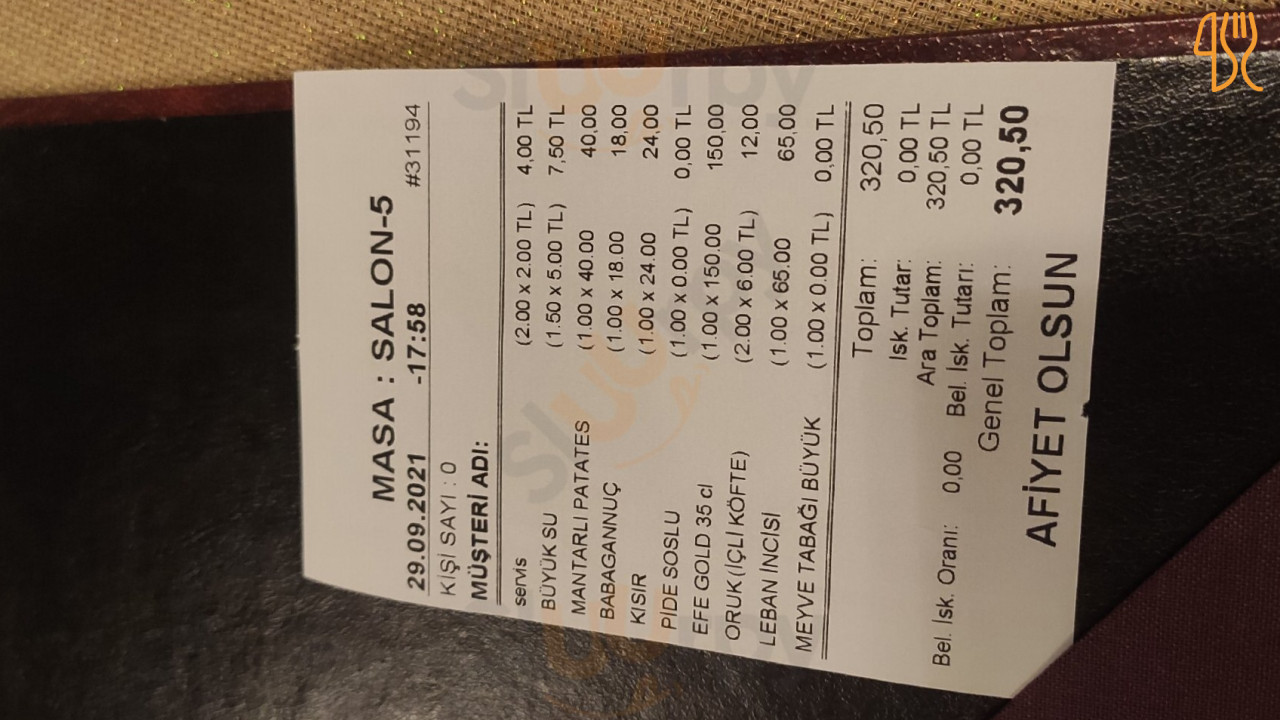 MASA : SALON-5
29.09.2021 -17:58 #31194
KİŞİ SAYI : 0
MÜŞTERİ ADI:
servis (2.00 x 2.00 TL) 4,00 TL
BÜYÜK SU (1.50 x 5.00 TL) 7,50 TL
MANTARLI PATATES (1.00 x 40.00 40,00
BABAGANNUÇ (1.00 x 18.00 18,00
KISIR (1.00 x 24.00 24,00
PİDE SOSLU (1.00 x 0.00 TL) 0,00 TL
EFE GOLD 35 cl (1.00 x 150.00 150,00
ORUK (İÇLİ KÖFTE) (2.00 x 6.00 TL) 12,00
LEBAN İNCİSİ (1.00 x 65.00 65,00
MEYVE TABAĞI BÜYÜK (1.00 x 0.00 TL) 0,00 TL
Toplam: 320,50
Isk. Tutar: 0,00 TL
Ara Toplam: 320,50 TL
Bel. İsk. Oranı: 0,00 Bel. İsk. Tutarı: 0,00 TL
Genel Toplam: 320,50
AFİYET OLSUN